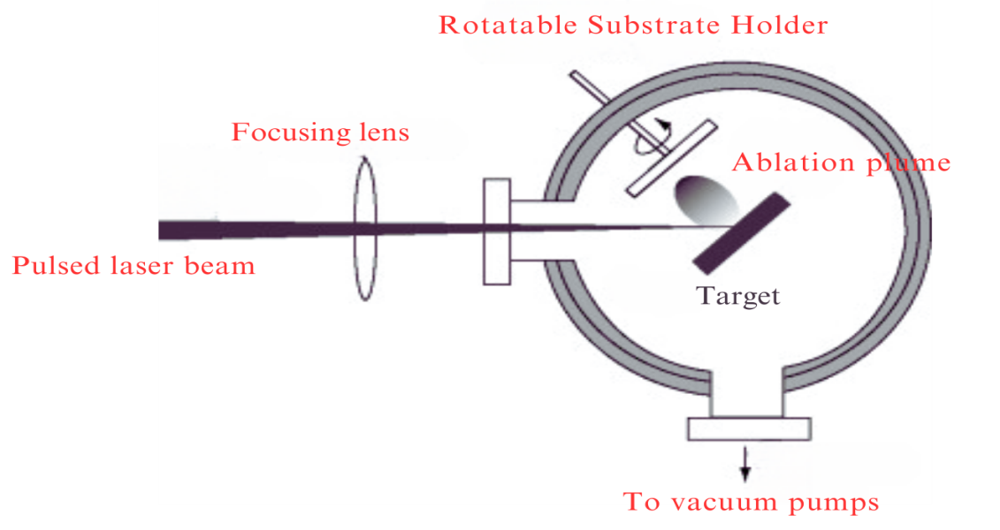 Rotatable Substrate Holder
Focusing lens
Ablation plume
Pulsed laser beam
Target
To vacuum pumps